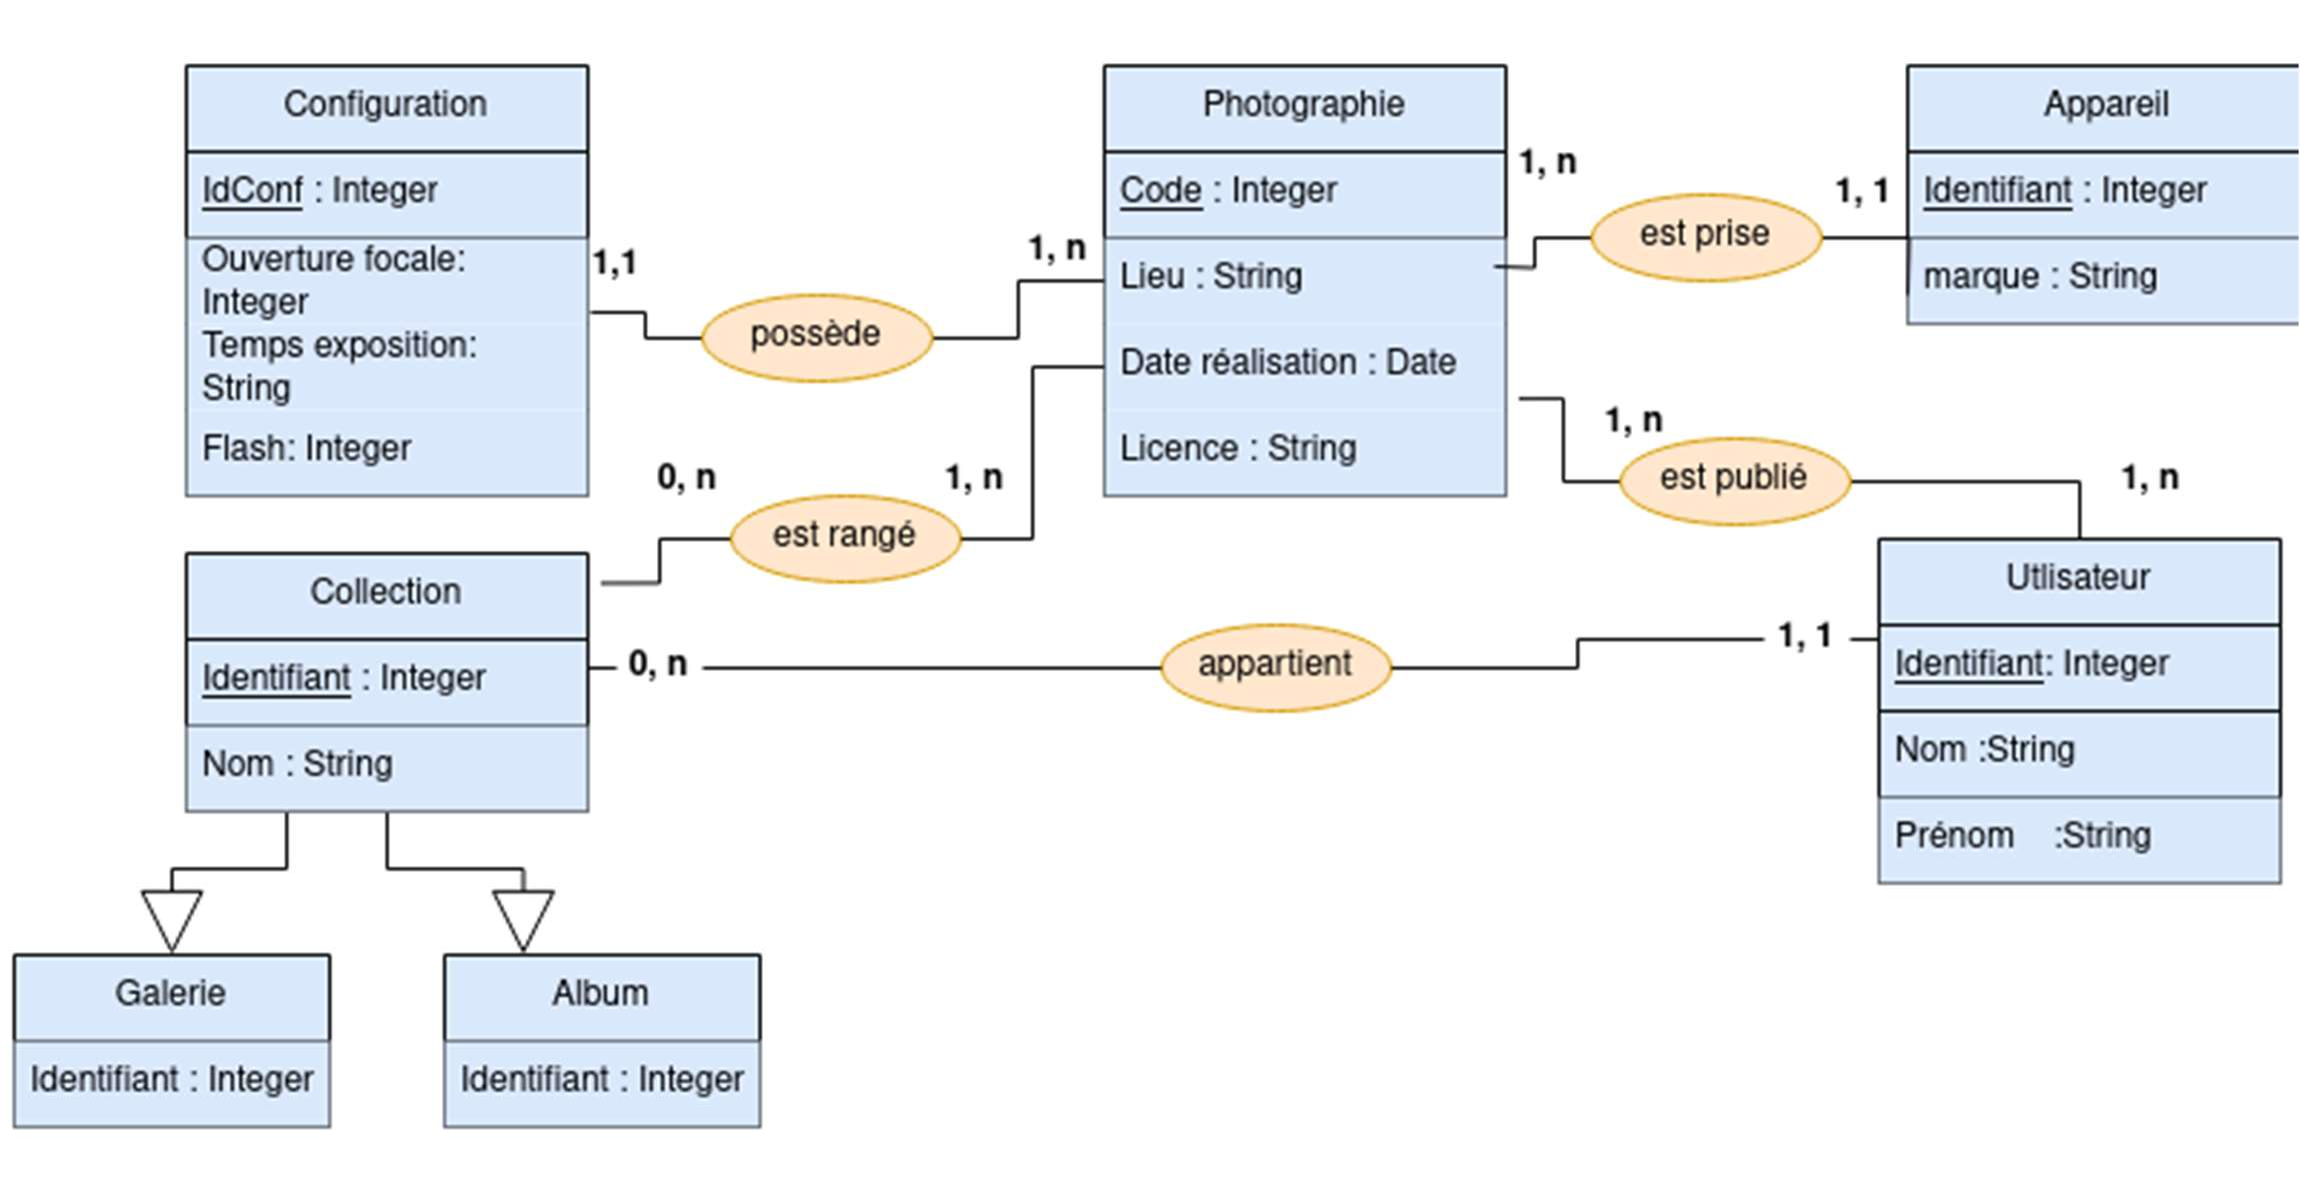 Configuration
IdConf : Integer
Ouverture focale:
Integer
Temps exposition:
String
Flash: Integer
1,1
possède
1, n
Photographie
Code : Integer
Lieu : String
Date réalisation : Date
Licence : String
1, n
est prise
1, 1
Appareil
Identifiant : Integer
marque : String
0, n
est rangé
1, n
1, n
est publié
1, n
Collection
Identifiant : Integer
Nom : String
0, n
appartient
1, 1
Utlisateur
Identifiant: Integer
Nom :String
Prénom :String
Galerie
Identifiant : Integer
Album
Identifiant : Integer